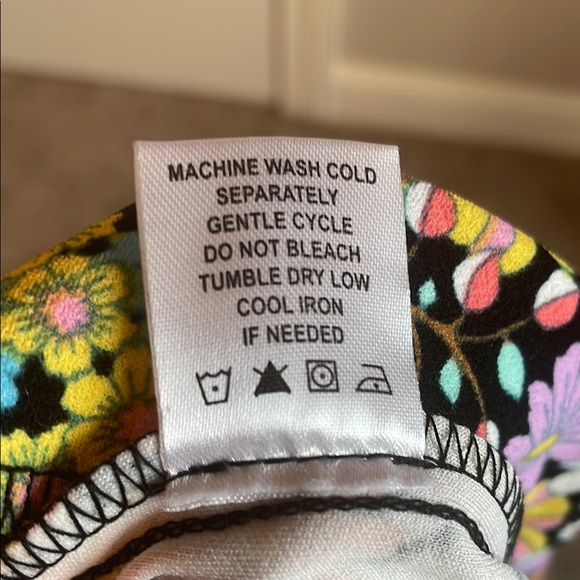 MACHINE WASH COLD
SEPARATELY
GENTLE CYCLE
DO NOT BLEACH
TUMBLE DRY LOW
COOL IRON
IF NEEDED